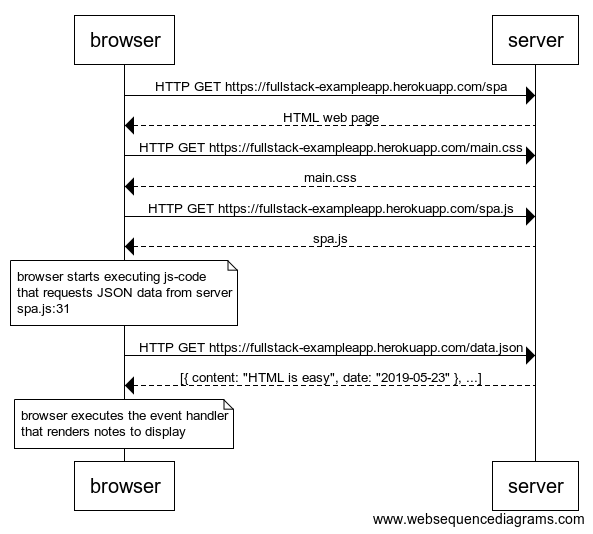 browser
server
HTTP GET https://fullstack-exampleapp.herokuapp.com/spa
HTML web page
HTTP GET https://fullstack-exampleapp.herokuapp.com/main.css
main.css
HTTP GET https://fullstack-exampleapp.herokuapp.com/spa.js
spa.js
browser starts executing js-code
that requests JSON data from server
spa.js:31
HTTP GET https://fullstack-exampleapp.herokuapp.com/data.json
[{ content: "HTML is easy", date: "2019-05-23" }, ...]
browser executes the event handler
that renders notes to display
browser
server
www.websequencediagrams.com